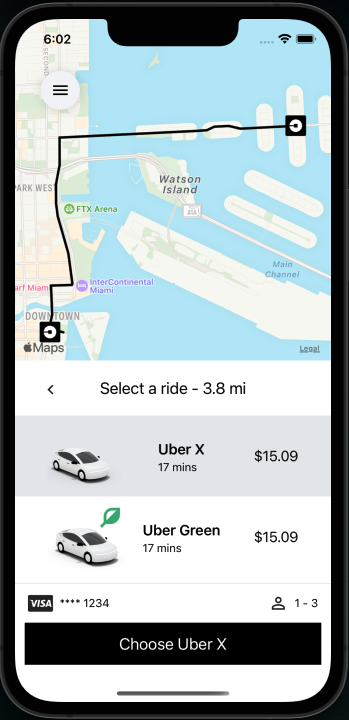 6:02
SECOND
PARK WEST
Watson
Island
FTX Arena
A1A
Main
Channel
InterContinental
Miami
arf Miami
DOWNTOWN
Maps
Legal
Select a ride - 3.8 mi
Uber X
17 mins
$15.09
Uber Green
17 mins
$15.09
VISA
**** 1234
1 - 3
Choose Uber X